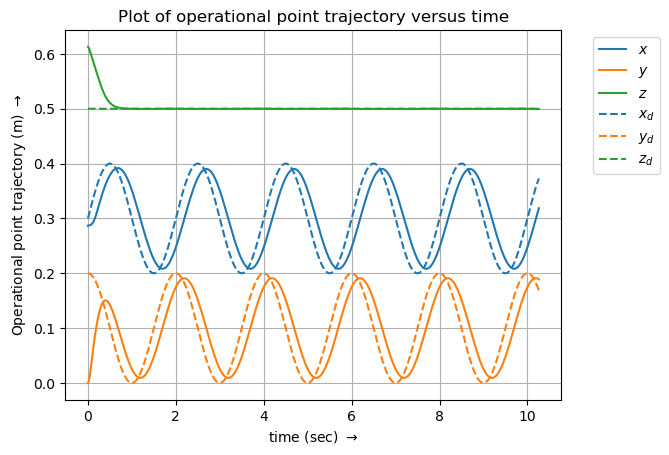 Plot of operational point trajectory versus time
Operational point trajectory (m) →
0.6
0.5
0.4
0.3
0.2
0.1
0.0
0 2 4 6 8 10
time (sec) →
x
y
z
x_d
y_d
z_d